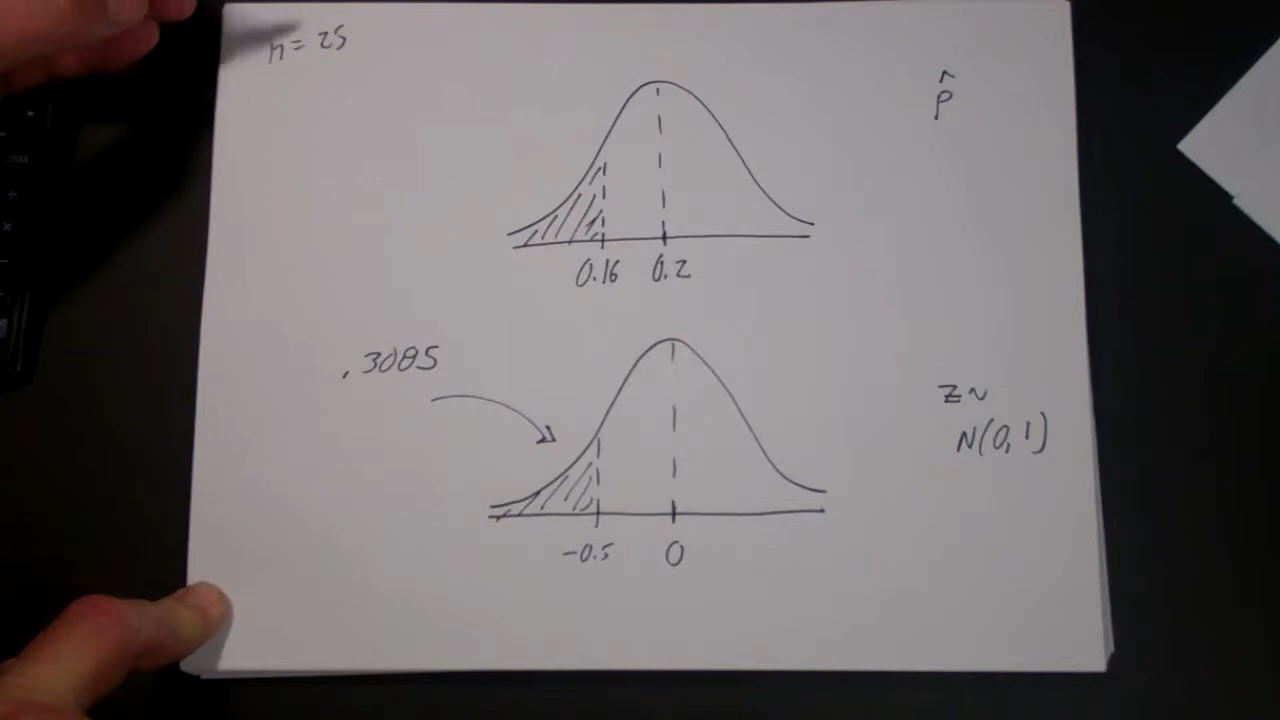 n = 25
p̂
0.16 0.2
.3085
Z~
N(0,1)
-0.5 0